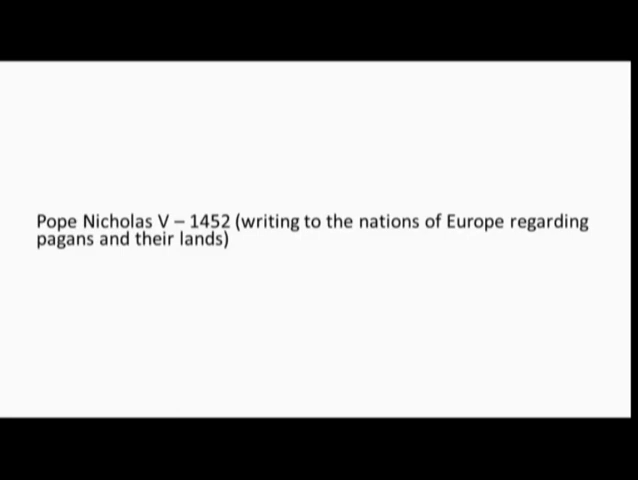 Pope Nicholas V – 1452 (writing to the nations of Europe regarding
pagans and their lands)